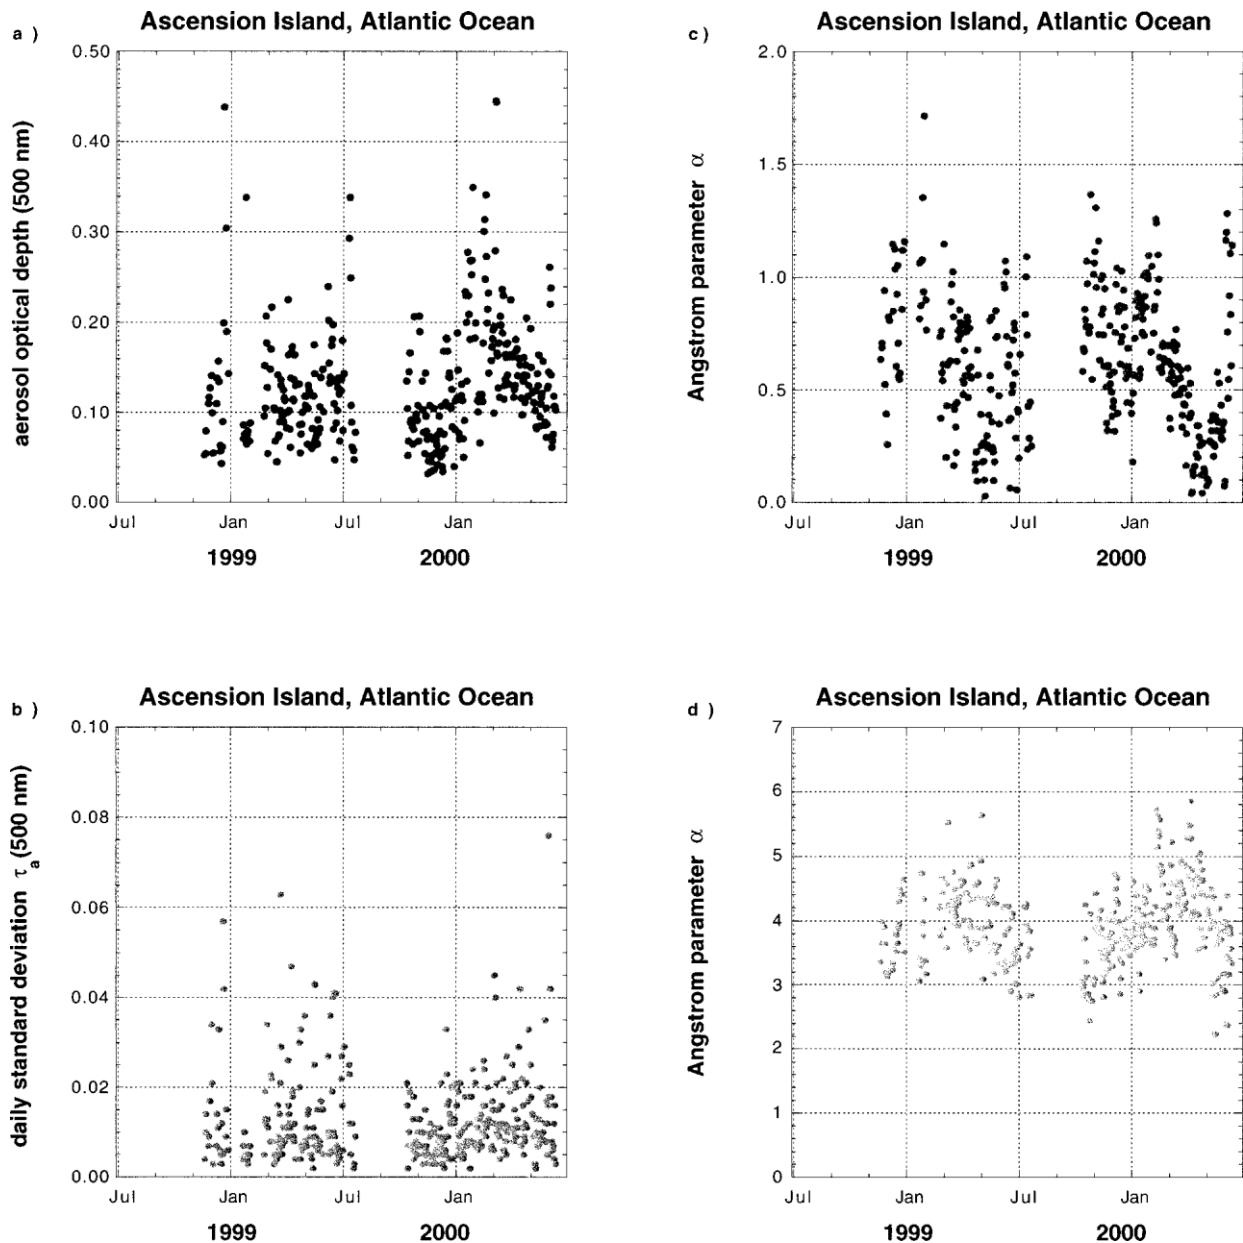 a )
Ascension Island, Atlantic Ocean
aerosol optical depth (500 nm)
0.50
0.40
0.30
0.20
0.10
0.00
Jul
Jan
Jul
Jan
1999
2000
c )
Ascension Island, Atlantic Ocean
Angstrom parameter α
2.0
1.5
1.0
0.5
0.0
Jul
Jan
Jul
Jan
1999
2000
b )
Ascension Island, Atlantic Ocean
daily standard deviation τa (500 nm)
0.10
0.08
0.06
0.04
0.02
0.00
Jul
Jan
Jul
Jan
1999
2000
d )
Ascension Island, Atlantic Ocean
Angstrom parameter α
7
6
5
4
3
2
1
0
Jul
Jan
Jul
Jan
1999
2000